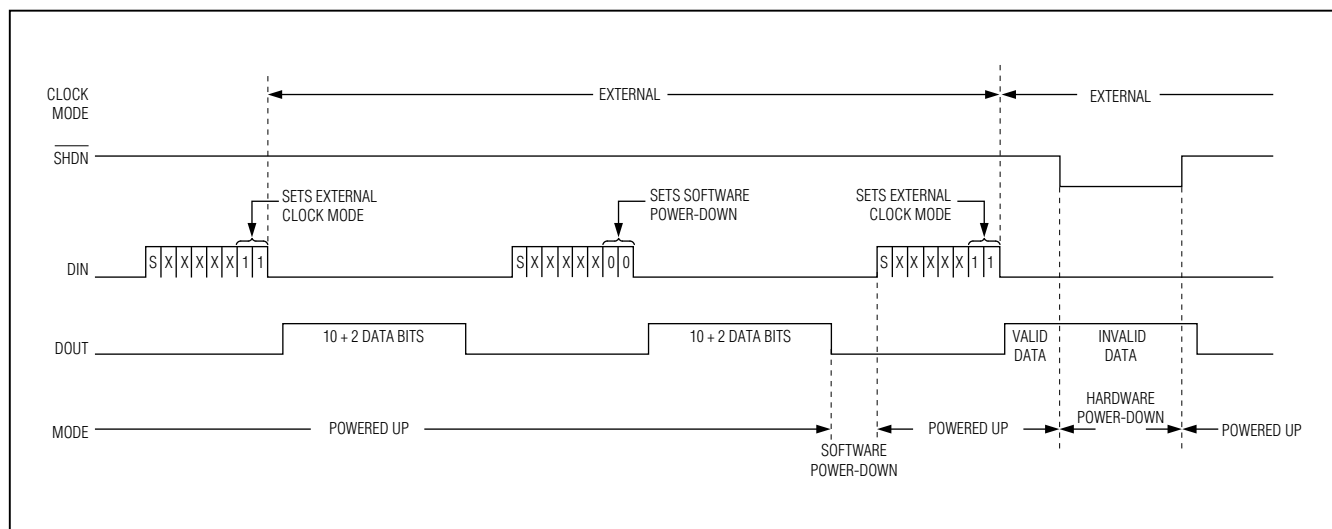 CLOCK
MODE
EXTERNAL
EXTERNAL
SHDN
SETS EXTERNAL
CLOCK MODE
SETS SOFTWARE
POWER-DOWN
SETS EXTERNAL
CLOCK MODE
DIN
S X X X X X 1 1
S X X X X X 0 0
S X X X X X 1 1
DOUT
10 + 2 DATA BITS
10 + 2 DATA BITS
VALID
DATA
INVALID
DATA
MODE
POWERED UP
SOFTWARE
POWER-DOWN
POWERED UP
HARDWARE
POWER-DOWN
POWERED UP